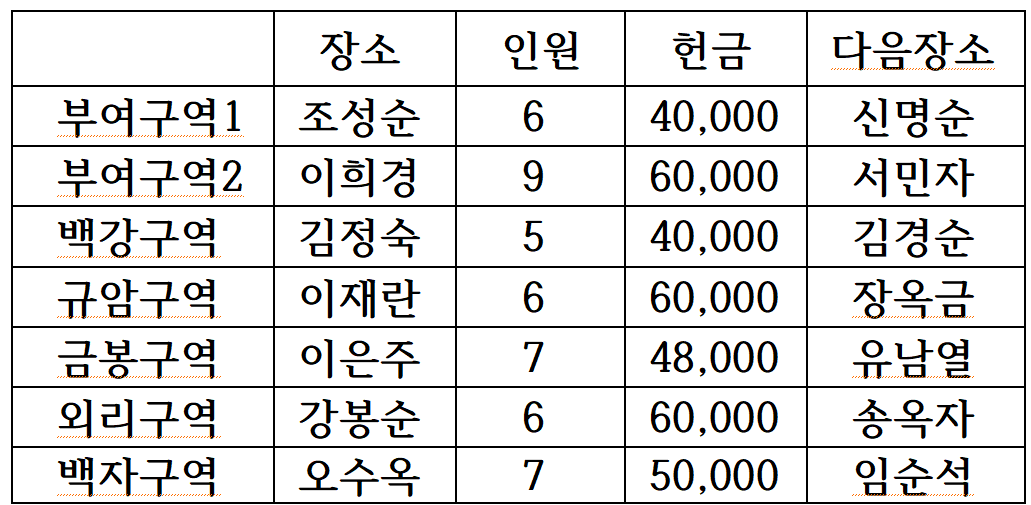 장소 인원 헌금 다음장소
부여구역1 조성순 6 40,000 신명순
부여구역2 이희경 9 60,000 서민자
백강구역 김정숙 5 40,000 김경순
규암구역 이재란 6 60,000 장옥금
금봉구역 이은주 7 48,000 유남열
외리구역 강봉순 6 60,000 송옥자
백자구역 오수옥 7 50,000 임순석